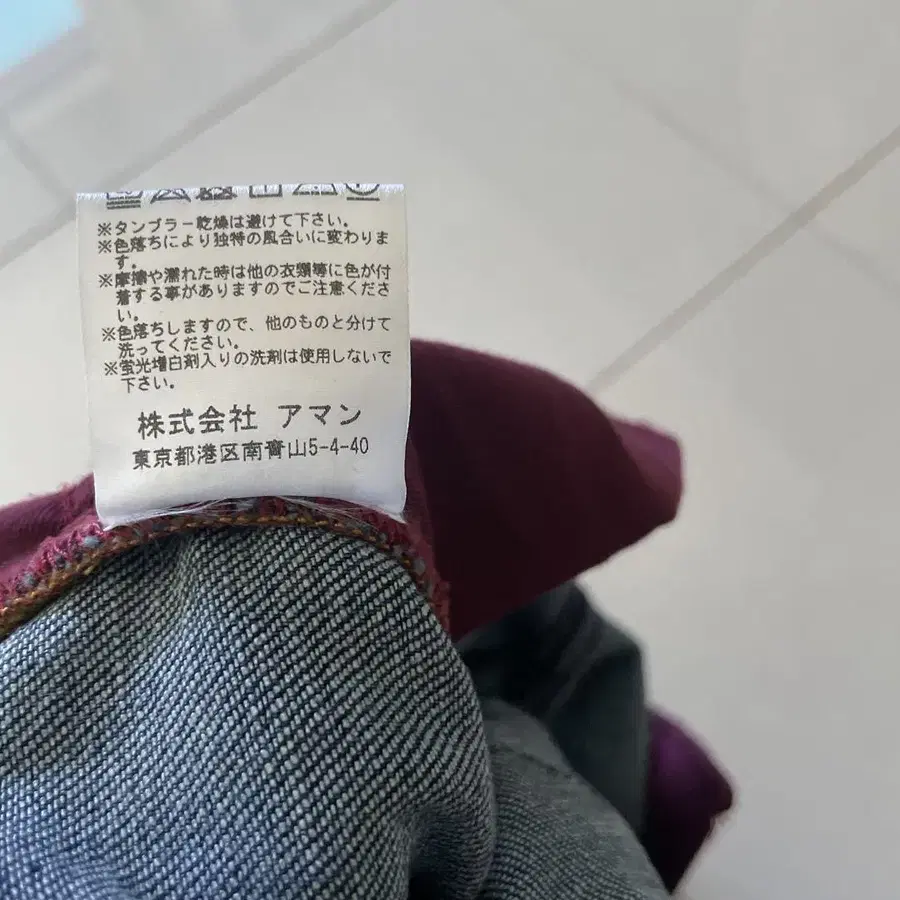 ※タンブラー乾燥は避けて下さい。
※色落ちにより独特の風合いに変わりま
す。
※摩擦や濡れた時は他の衣類等に色が付
着する事がありますのでご注意くださ
い。
※色落ちしますので、他のものと分けて
洗ってください。
※蛍光増白剤入りの洗剤は使用しないで
下さい。
株式会社 アマン
東京都港区南青山5-4-40